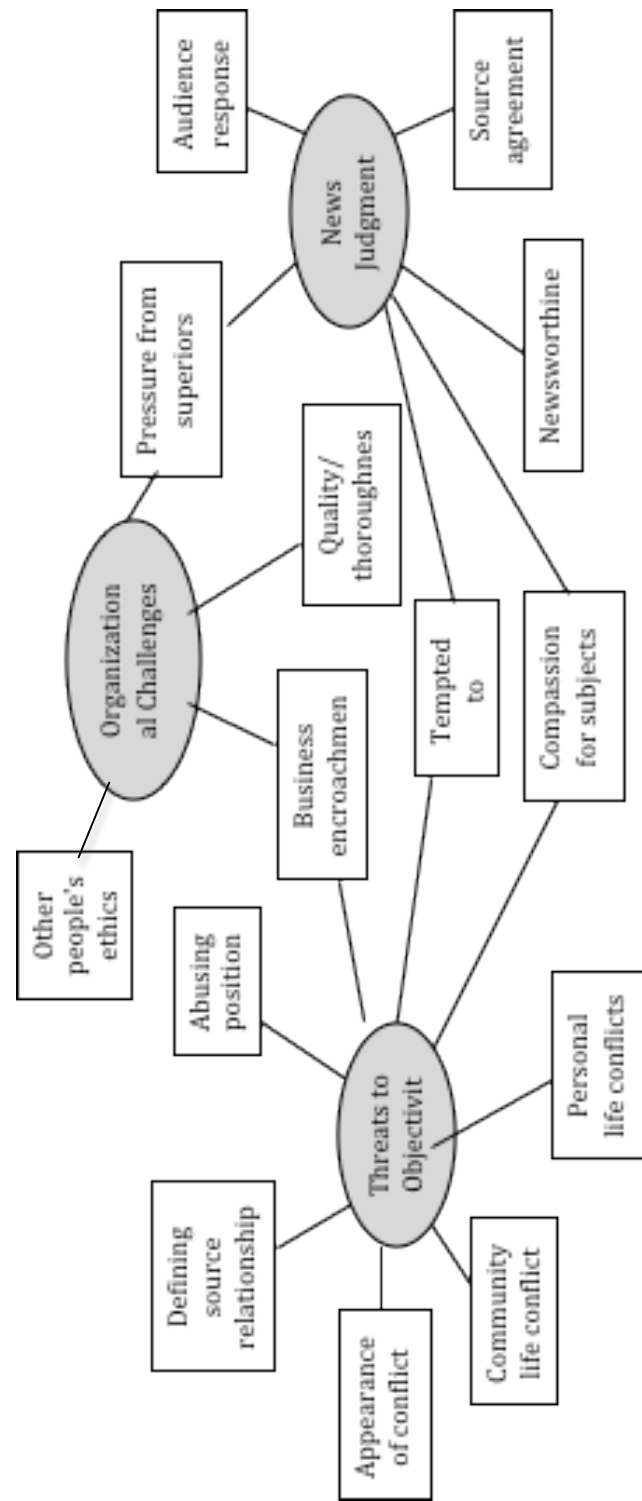 Other
people's
ethics
Organization
al Challenges
Pressure from
superiors
Audience
response
Defining
source
relationship
Abusing
position
Business
encroachmen
Quality/
thoroughnes
News
Judgment
Appearance
of conflict
Threats to
Objectivit
Tempted
to
Source
agreement
Community
life conflict
Personal
life conflicts
Compassion
for subjects
Newsworthine